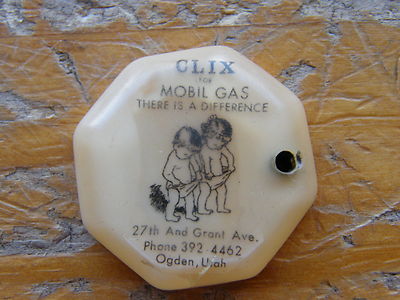 CLIX
FOR
MOBIL GAS
THERE IS A DIFFERENCE
27th And Grant Ave.
Phone 392-4462
Ogden, Utah